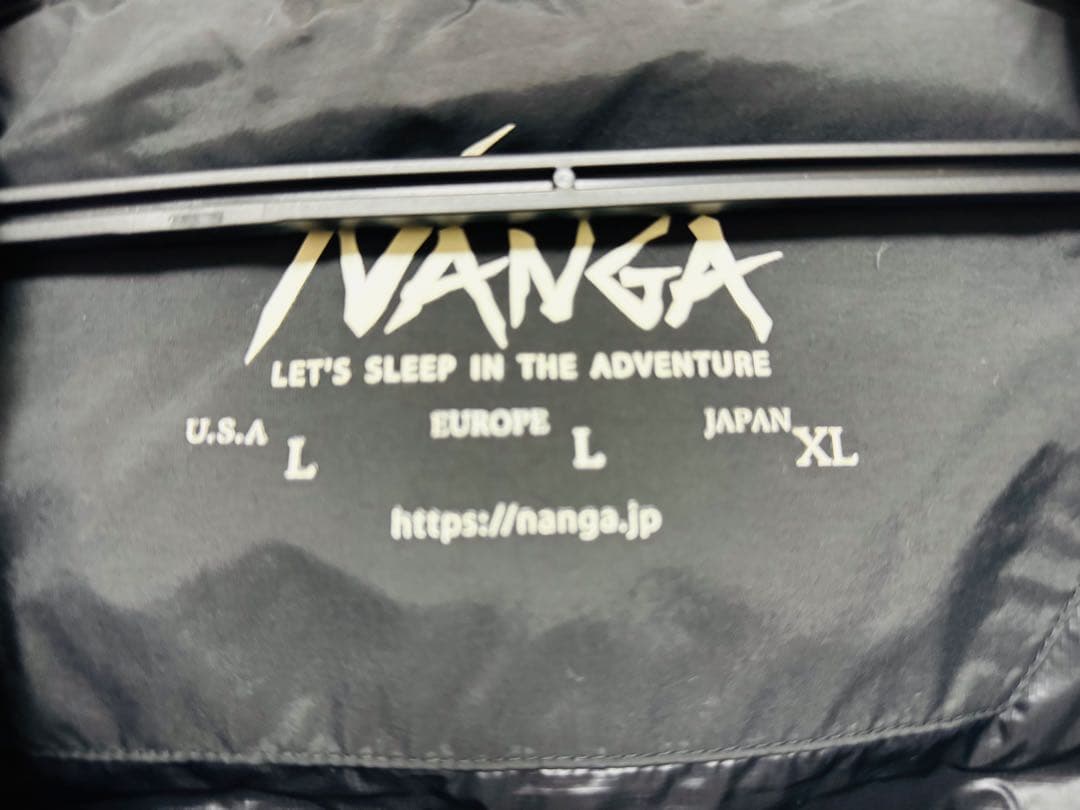 NANGA
LET'S SLEEP IN THE ADVENTURE
U.S.A L EUROPE L JAPAN XL
https://nanga.jp